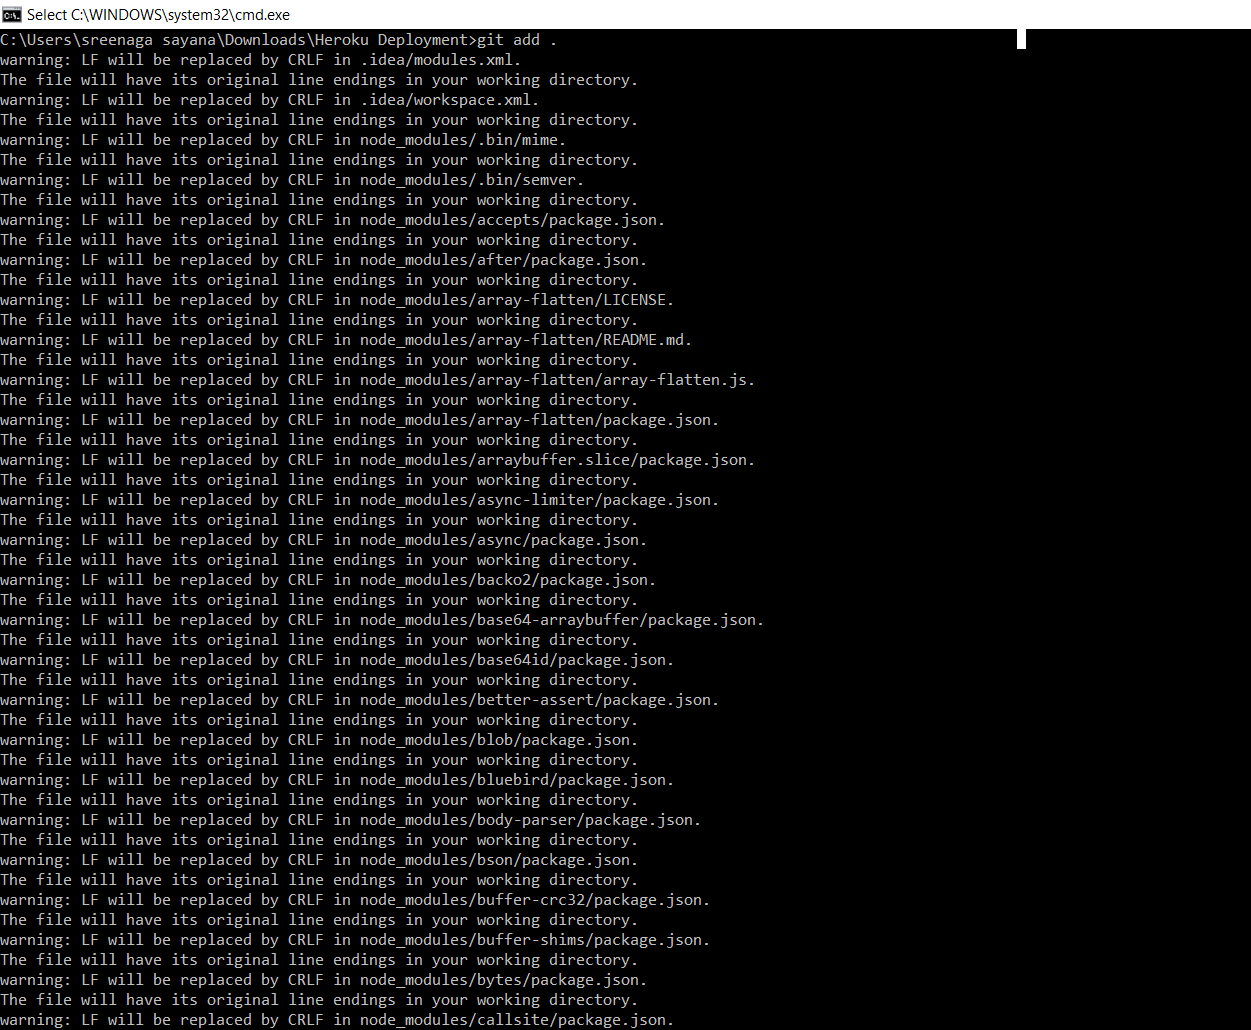 Select C:\WINDOWS\system32\cmd.exe
C:\Users\sreenaga sayana\Downloads\Heroku Deployment>git add .
warning: LF will be replaced by CRLF in .idea/modules.xml.
The file will have its original line endings in your working directory.
warning: LF will be replaced by CRLF in .idea/workspace.xml.
The file will have its original line endings in your working directory.
warning: LF will be replaced by CRLF in node_modules/.bin/mime.
The file will have its original line endings in your working directory.
warning: LF will be replaced by CRLF in node_modules/.bin/semver.
The file will have its original line endings in your working directory.
warning: LF will be replaced by CRLF in node_modules/accepts/package.json.
The file will have its original line endings in your working directory.
warning: LF will be replaced by CRLF in node_modules/after/package.json.
The file will have its original line endings in your working directory.
warning: LF will be replaced by CRLF in node_modules/array-flatten/LICENSE.
The file will have its original line endings in your working directory.
warning: LF will be replaced by CRLF in node_modules/array-flatten/README.md.
The file will have its original line endings in your working directory.
warning: LF will be replaced by CRLF in node_modules/array-flatten/array-flatten.js.
The file will have its original line endings in your working directory.
warning: LF will be replaced by CRLF in node_modules/array-flatten/package.json.
The file will have its original line endings in your working directory.
warning: LF will be replaced by CRLF in node_modules/arraybuffer.slice/package.json.
The file will have its original line endings in your working directory.
warning: LF will be replaced by CRLF in node_modules/async-limiter/package.json.
The file will have its original line endings in your working directory.
warning: LF will be replaced by CRLF in node_modules/async/package.json.
The file will have its original line endings in your working directory.
warning: LF will be replaced by CRLF in node_modules/backo2/package.json.
The file will have its original line endings in your working directory.
warning: LF will be replaced by CRLF in node_modules/base64-arraybuffer/package.json.
The file will have its original line endings in your working directory.
warning: LF will be replaced by CRLF in node_modules/base64id/package.json.
The file will have its original line endings in your working directory.
warning: LF will be replaced by CRLF in node_modules/better-assert/package.json.
The file will have its original line endings in your working directory.
warning: LF will be replaced by CRLF in node_modules/blob/package.json.
The file will have its original line endings in your working directory.
warning: LF will be replaced by CRLF in node_modules/bluebird/package.json.
The file will have its original line endings in your working directory.
warning: LF will be replaced by CRLF in node_modules/body-parser/package.json.
The file will have its original line endings in your working directory.
warning: LF will be replaced by CRLF in node_modules/bson/package.json.
The file will have its original line endings in your working directory.
warning: LF will be replaced by CRLF in node_modules/buffer-crc32/package.json.
The file will have its original line endings in your working directory.
warning: LF will be replaced by CRLF in node_modules/buffer-shims/package.json.
The file will have its original line endings in your working directory.
warning: LF will be replaced by CRLF in node_modules/bytes/package.json.
The file will have its original line endings in your working directory.
warning: LF will be replaced by CRLF in node_modules/callsite/package.json.